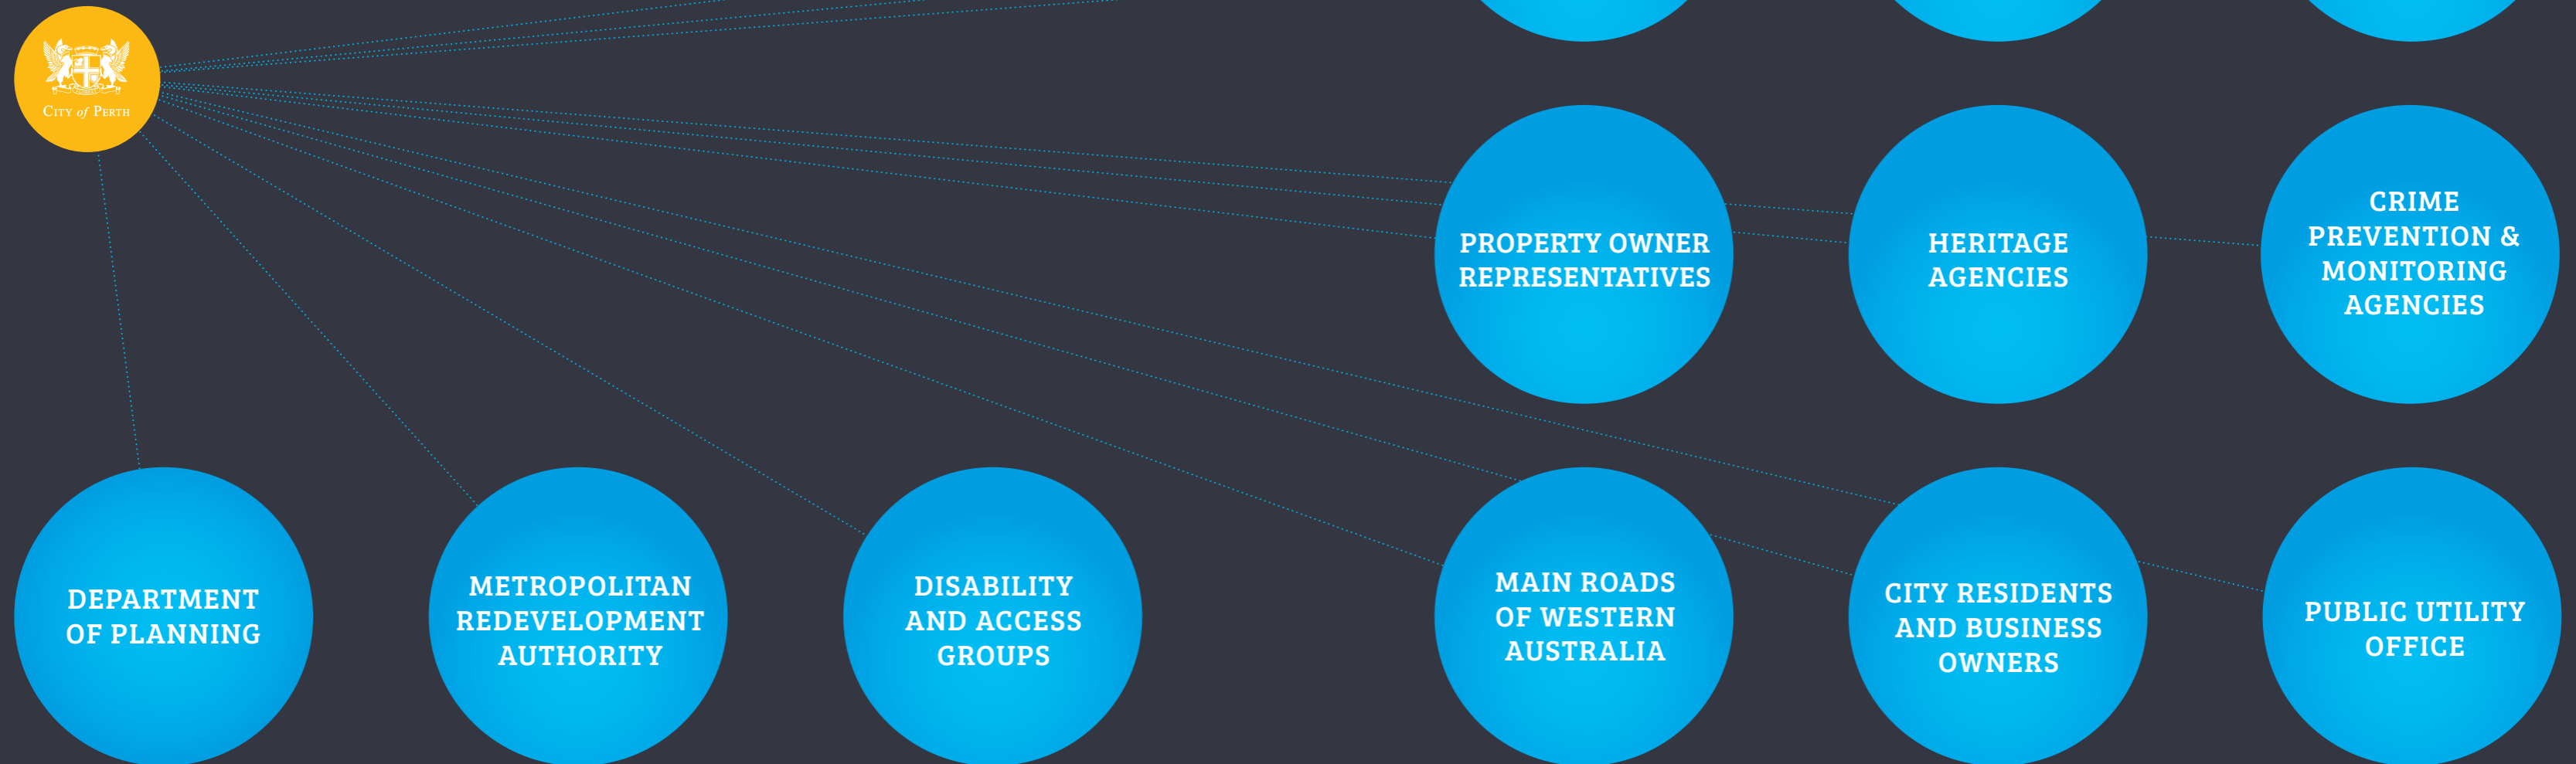 CITY of PERTH
PROPERTY OWNER
REPRESENTATIVES
HERITAGE
AGENCIES
CRIME
PREVENTION &
MONITORING
AGENCIES
DEPARTMENT
OF PLANNING
METROPOLITAN
REDEVELOPMENT
AUTHORITY
DISABILITY
AND ACCESS
GROUPS
MAIN ROADS
OF WESTERN
AUSTRALIA
CITY RESIDENTS
AND BUSINESS
OWNERS
PUBLIC UTILITY
OFFICE